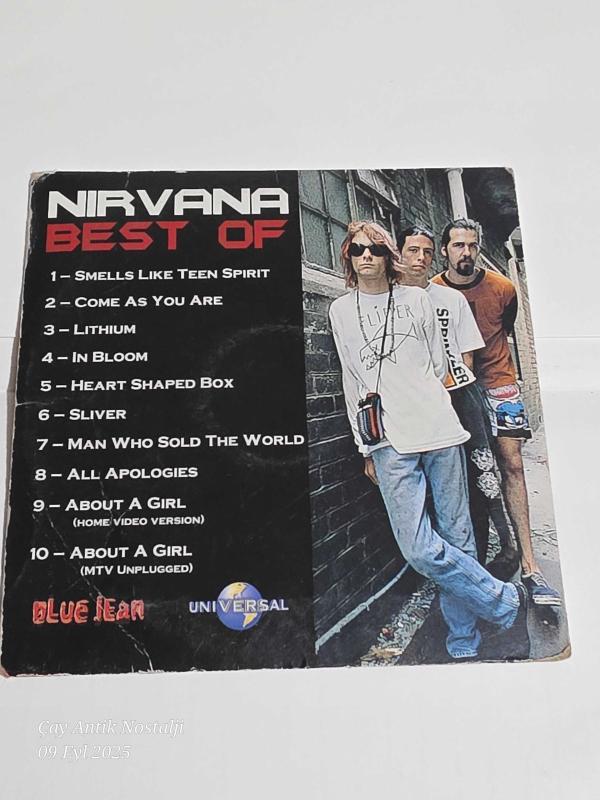 NIRVANA
BEST OF
1 – SMELLS LIKE TEEN SPIRIT
2 – COME AS YOU ARE
3 – LITHIUM
4 – IN BLOOM
5 – HEART SHAPED BOX
6 – SLIVER
7 – MAN WHO SOLD THE WORLD
8 – ALL APOLOGIES
9 – ABOUT A GIRL
(HOME VIDEO VERSION)
10 – ABOUT A GIRL
(MTV UNPLUGGED)
BLUE JEAN
UNIVERSAL
FLIPPER
SPRINGER
Çay Antik Nostalji
09 Eyl 2025